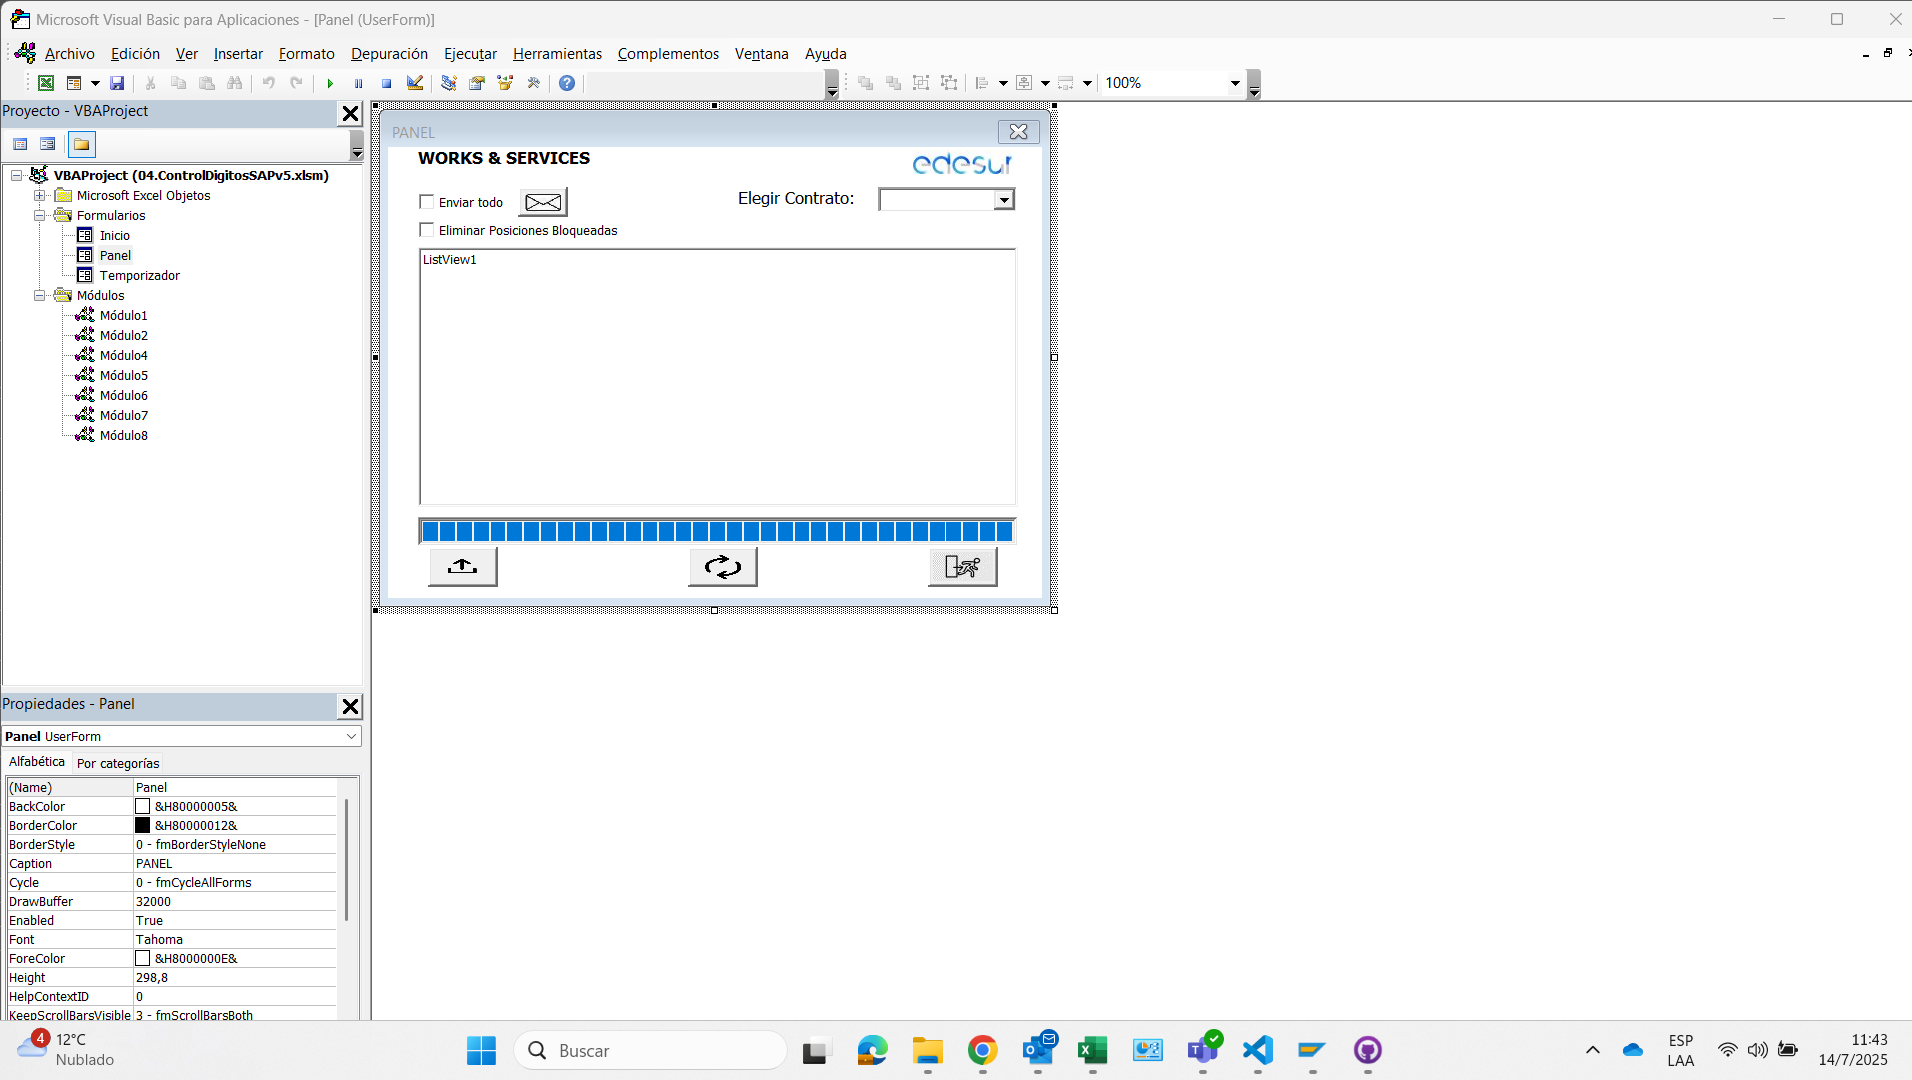 Microsoft Visual Basic para Aplicaciones - [Panel (UserForm)]
Archivo Edición Ver Insertar Formato Depuración Ejecutar Herramientas Complementos Ventana Ayuda
100%
Proyecto - VBAProject
VBAProject (04.ControlDigitosSAPv5.xlsm)
Microsoft Excel Objetos
Formularios
Inicio
Panel
Temporizador
Módulos
Módulo1
Módulo2
Módulo4
Módulo5
Módulo6
Módulo7
Módulo8
PANEL
WORKS & SERVICES
edesur
Enviar todo
Elegir Contrato:
Eliminar Posiciones Bloqueadas
ListView1
Propiedades - Panel
Panel UserForm
Alfabética Por categorías
(Name) Panel
BackColor &H80000005&
BorderColor &H80000012&
BorderStyle 0 - fmBorderStyleNone
Caption PANEL
Cycle 0 - fmCycleAllForms
DrawBuffer 32000
Enabled True
Font Tahoma
ForeColor &H8000000E&
Height 298,8
HelpContextID 0
KeepScrollBarsVisible 3 - fmScrollBarsBoth
4
12°C
Nublado
Buscar
ESP
LAA
11:43
14/7/2025